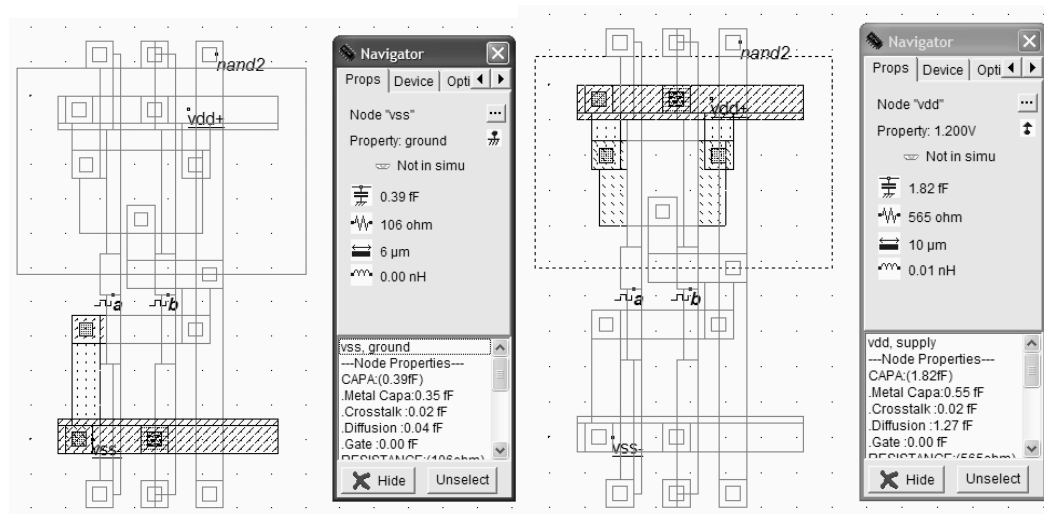 nand2
vdd+
a
b
vss-
Navigator
Props
Device
Opti
Node "vss"
Property: ground
Not in simu
0.39 fF
106 ohm
6 µm
0.00 nH
vss, ground
---Node Properties---
CAPA:(0.39fF)
.Metal Capa:0.35 fF
.Crosstalk :0.02 fF
.Diffusion :0.04 fF
.Gate :0.00 fF
RESISTANCE:(106ohm)
Hide
Unselect
nand2
vdd+
a
b
vss-
Navigator
Props
Device
Opti
Node "vdd"
Property: 1.200V
Not in simu
1.82 fF
565 ohm
10 µm
0.01 nH
vdd, supply
---Node Properties---
CAPA:(1.82fF)
.Metal Capa:0.55 fF
.Crosstalk :0.02 fF
.Diffusion :1.27 fF
.Gate :0.00 fF
RESISTANCE:(565ohm)
Hide
Unselect